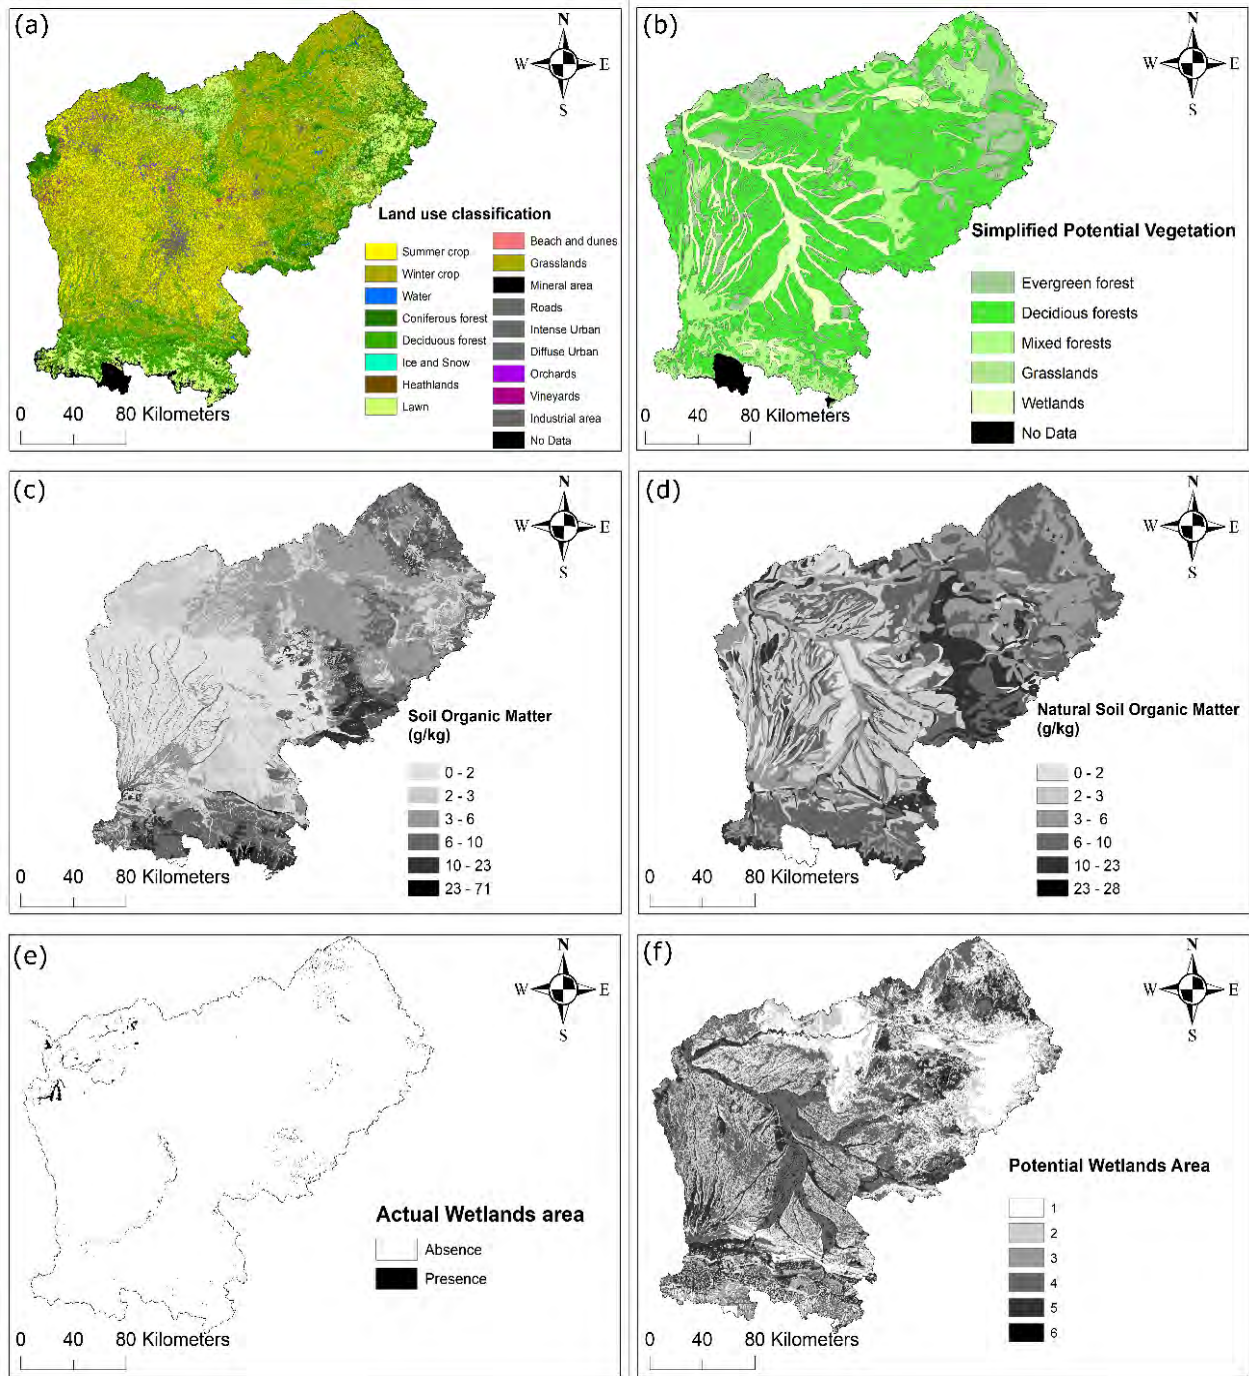 (a)
N
W E
S
Land use classification
Summer crop
Winter crop
Water
Coniferous forest
Deciduous forest
Ice and Snow
Heathlands
Lawn
Beach and dunes
Grasslands
Mineral area
Roads
Intense Urban
Diffuse Urban
Orchards
Vineyards
Industrial area
No Data
0 40 80 Kilometers
(b)
N
W E
S
Simplified Potential Vegetation
Evergreen forest
Decidious forests
Mixed forests
Grasslands
Wetlands
No Data
0 40 80 Kilometers
(c)
N
W E
S
Soil Organic Matter
(g/kg)
0 - 2
2 - 3
3 - 6
6 - 10
10 - 23
23 - 71
0 40 80 Kilometers
(d)
N
W E
S
Natural Soil Organic Matter
(g/kg)
0 - 2
2 - 3
3 - 6
6 - 10
10 - 23
23 - 28
0 40 80 Kilometers
(e)
N
W E
S
Actual Wetlands area
Absence
Presence
0 40 80 Kilometers
(f)
N
W E
S
Potential Wetlands Area
1
2
3
4
5
6
0 40 80 Kilometers